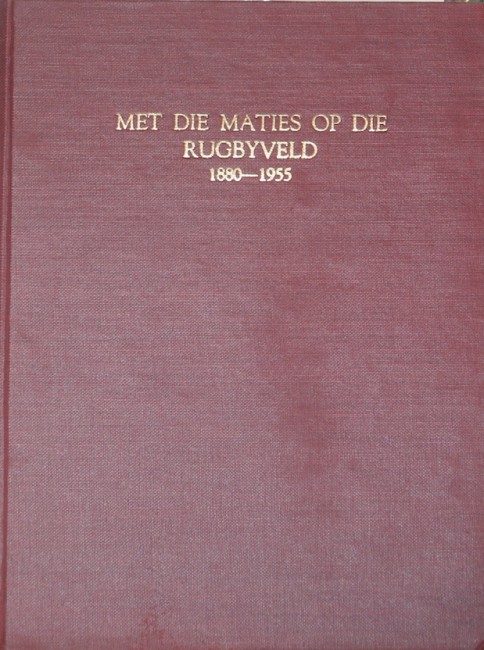 MET DIE MATIES OP DIE
RUGBYVELD
1880—1955